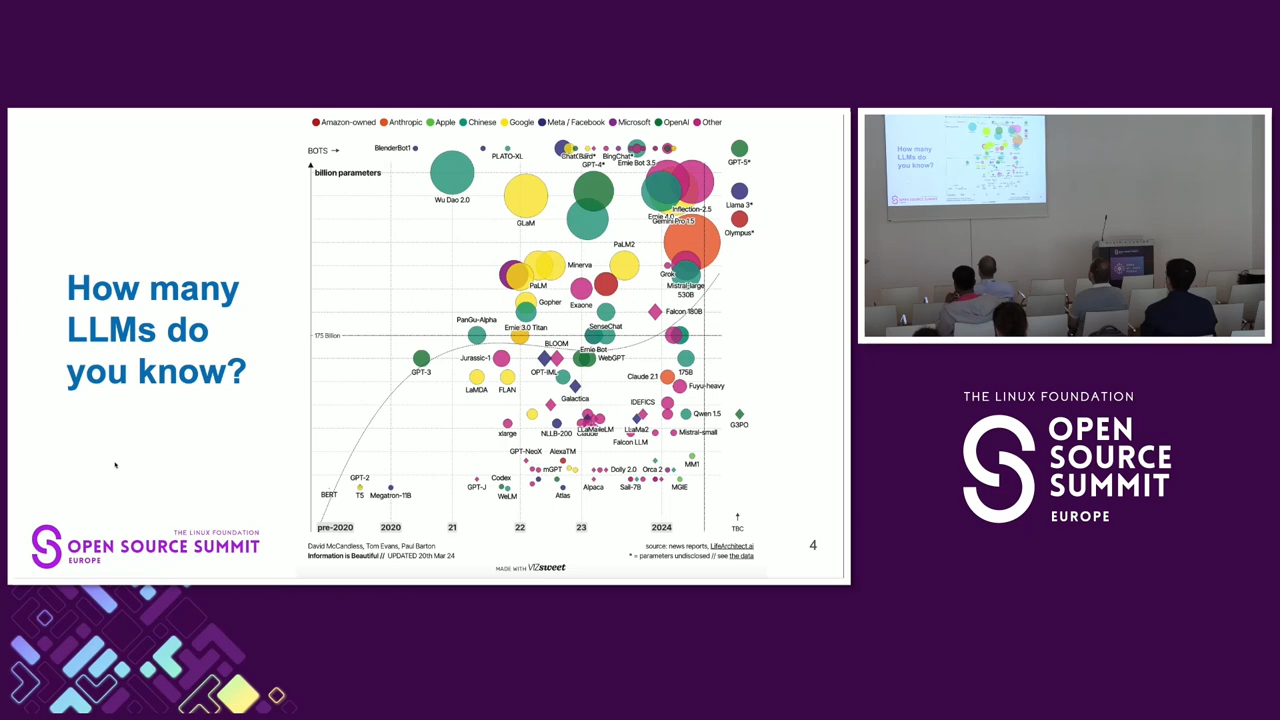 Amazon-owned Anthropic Apple Chinese Google Meta / Facebook Microsoft OpenAI Other
BOTS →
BlenderBot1
PLATO-XL
Bard*
BingChat*
Ernie Bot 3.5
GPT-4*
GPT-5*
billion parameters
Wu Dao 2.0
GLaM
Llama 3*
Inflection-2.5
Ernie 4.0
Gemini Pro 1.5
Olympus*
PaLM2
Minerva
Grok
PaLM
Mistral-large
530B
Gopher
Exaone
Falcon 180B
PanGu-Alpha
Ernie 3.0 Titan
SenseChat
175 Billion
BLOOM
Ernie Bot
GPT-3
Jurassic-1
OPT-IML
WebGPT
175B
LaMDA
FLAN
Claude 2.1
Fuyu-heavy
Galactica
IDEFICS
Qwen 1.5
G3PO
xlarge
NLLB-200
Claude
LLaMa2
Mistral-small
Falcon LLM
GPT-NeoX
AlexaTM
mGPT
Dolly 2.0
Orca 2
MM1
GPT-2
BERT
T5
Megatron-11B
GPT-J
Codex
WeLM
Atlas
Alpaca
Sail-7B
MGIE
pre-2020 2020 21 22 23 2024
↑
TBC
David McCandless, Tom Evans, Paul Barton
Information is Beautiful // UPDATED 20th Mar 24
source: news reports, LifeArchitect.ai
* = parameters undisclosed // see the data
MADE WITH VIZsweet
4
How many
LLMs do
you know?
THE LINUX FOUNDATION
OPEN SOURCE SUMMIT
EUROPE
How many
LLMs do
you know?
THE LINUX FOUNDATION
OPEN
SOURCE
SUMMIT
EUROPE